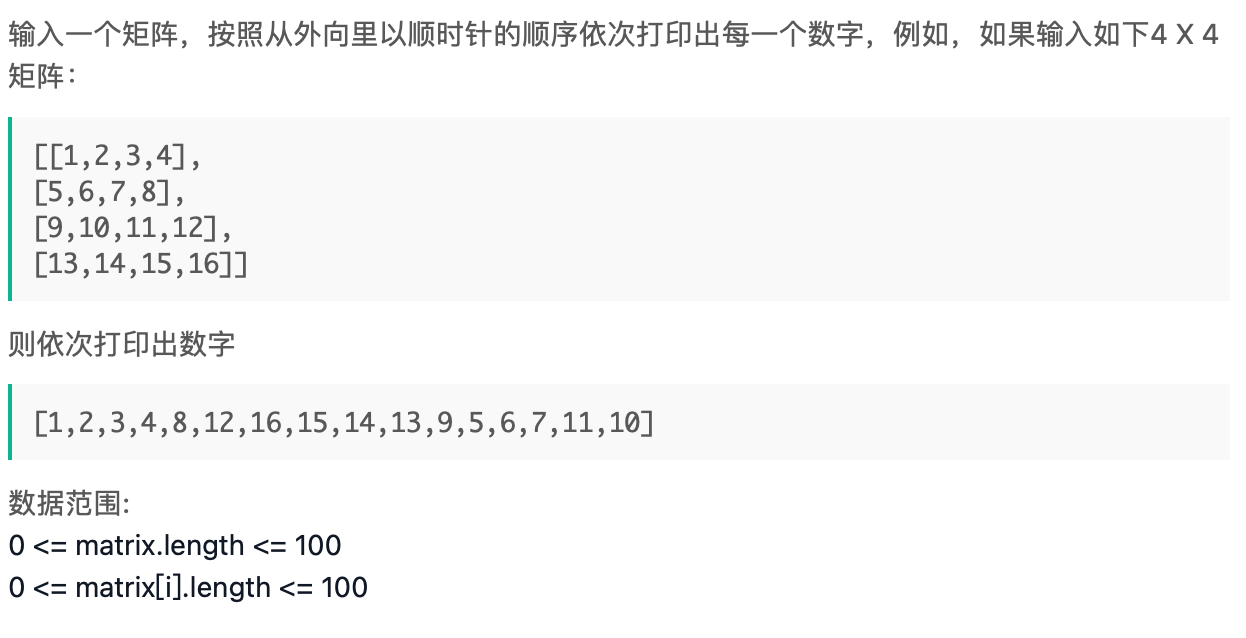 输入一个矩阵，按照从外向里以顺时针的顺序依次打印出每一个数字，例如，如果输入如下4 X 4
矩阵：
[[1,2,3,4],
[5,6,7,8],
[9,10,11,12],
[13,14,15,16]]
则依次打印出数字
[1,2,3,4,8,12,16,15,14,13,9,5,6,7,11,10]
数据范围:
0 <= matrix.length <= 100
0 <= matrix[i].length <= 100